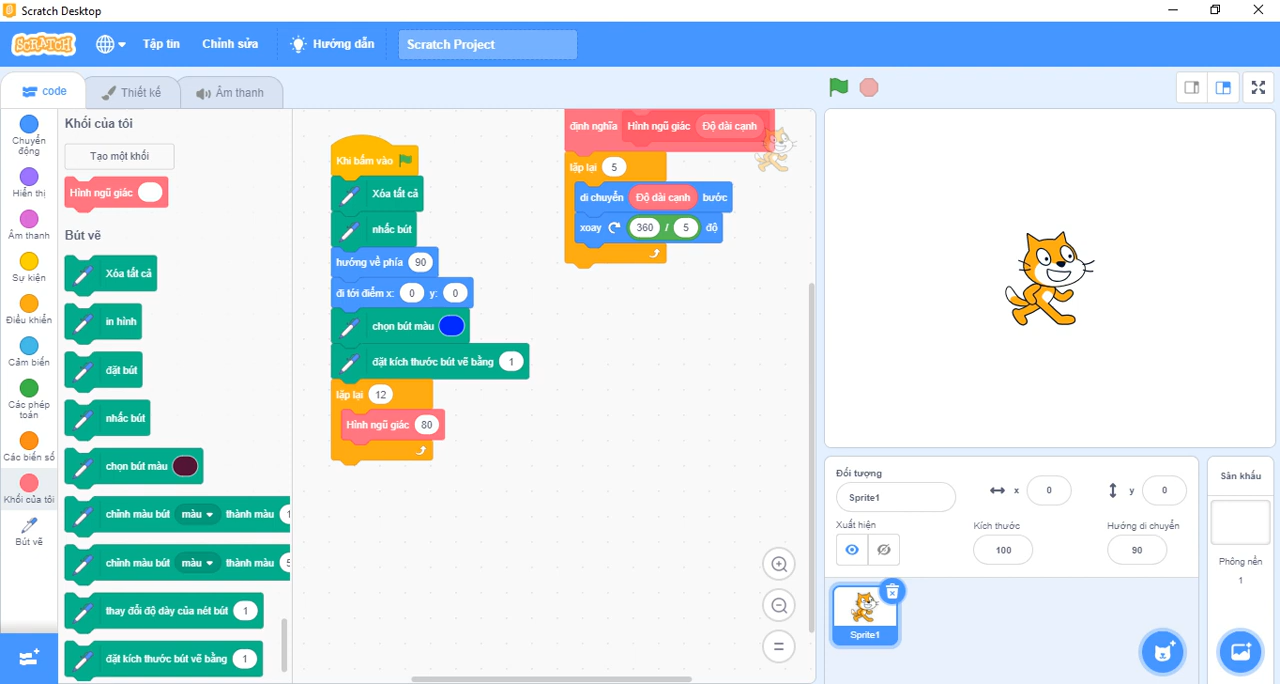 Scratch Desktop
SCRATCH
Tập tin
Chỉnh sửa
Hướng dẫn
Scratch Project
code
Thiết kế
Âm thanh
Chuyển động
Hiển thị
Âm thanh
Sự kiện
Điều khiển
Cảm biến
Các phép toán
Các biến số
Khối của tôi
Bút vẽ
Khối của tôi
Tạo một khối
Hình ngũ giác
Bút vẽ
Xóa tất cả
in hình
đặt bút
nhấc bút
chọn bút màu
chỉnh màu bút màu thành màu
chỉnh màu bút màu thành màu
thay đổi độ dày của nét bút 1
đặt kích thước bút vẽ bằng 1
Khi bấm vào
Xóa tất cả
nhấc bút
hướng về phía 90
đi tới điểm x: 0 y: 0
chọn bút màu
đặt kích thước bút vẽ bằng 1
lặp lại 12
Hình ngũ giác 80
định nghĩa Hình ngũ giác Độ dài cạnh
lặp lại 5
di chuyển Độ dài cạnh bước
xoay 360 / 5 độ
Đối tượng
Sprite1
x 0
y 0
Xuất hiện
Kích thước
100
Hướng di chuyển
90
Sprite1
Sân khấu
Phông nền
1